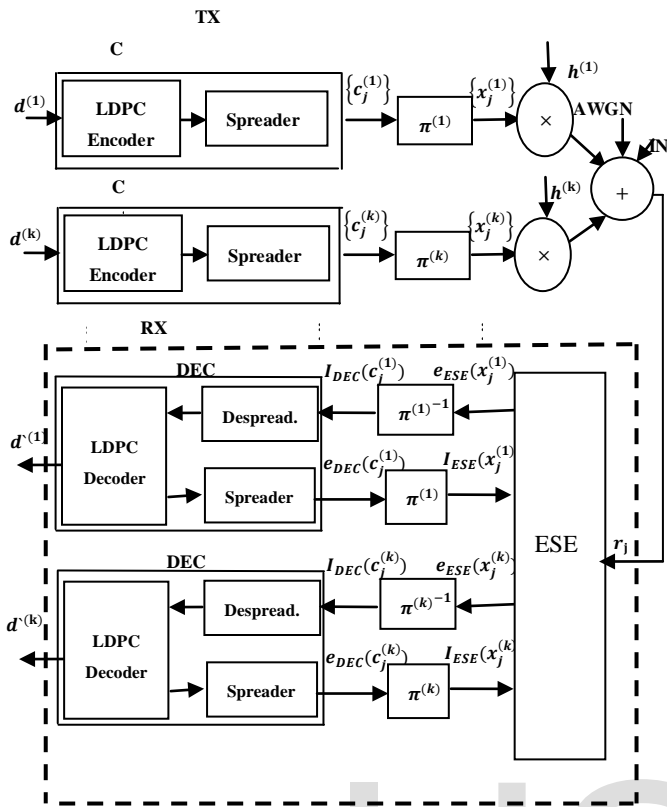 TX
C
d^(1)
LDPC Encoder
Spreader
{c_j^(1)}
π^(1)
{x_j^(1)}
×
h^(1)
AWGN
IN
+
C
d^(k)
LDPC Encoder
Spreader
{c_j^(k)}
π^(k)
{x_j^(k)}
×
h^(k)
RX
DEC
I_DEC(c_j^(1))
e_ESE(x_j^(1))
Despread.
π^(1)^-1
d`^(1)
LDPC Decoder
e_DEC(c_j^(1))
I_ESE(x_j^(1))
Spreader
π^(1)
ESE
r_j
DEC
I_DEC(c_j^(k))
e_ESE(x_j^(k))
Despread.
π^(k)^-1
d`^(k)
LDPC Decoder
e_DEC(c_j^(k))
I_ESE(x_j^(k))
Spreader
π^(k)